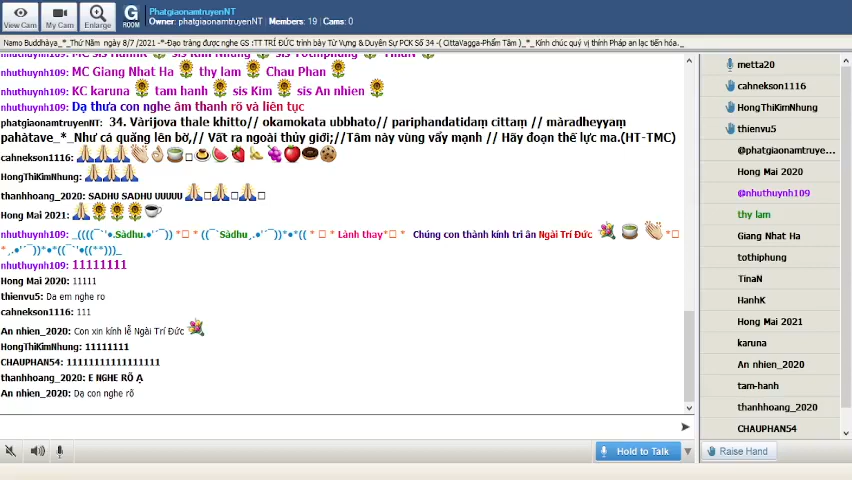 View Cam
My Cam
Enlarge
G
ROOM
PhatgiaonamtruyenNT
Owner: phatgiaonamtruyenNT Members: 19 Cams: 0
Namo Buddhàya_*_Thứ Năm ngày 8/7 /2021 -*-Đạo tràng được nghe GS :TT TRÍ ĐỨC trình bày Từ Vựng & Duyên Sự PCK Số 34 -( CittaVagga-Phẩm Tâm )_*_ Kính chúc quý vị thính Pháp an lạc tiến hóa._
nhuthuynh109: MC Giang Nhat Ha thy lam Chau Phan
nhuthuynh109: KC karuna tam hanh sis Kim sis An nhien
nhuthuynh109: Dạ thưa con nghe âm thanh rõ và liên tục
phatgiaonamtruyenNT: 34. Vàrijova thale khitto// okamokata ubbhato// pariphandatidaṃ cittaṃ // màradheyyaṃ
pahàtave_*_Như cá quăng lên bờ,// Vất ra ngoài thủy giới;//Tâm này vùng vẫy mạnh // Hãy đoạn thế lực ma.(HT-TMC)
cahnekson1116:
HongThiKimNhung:
thanhhoang_2020: SADHU SADHU UUUUU
Hong Mai 2021:
nhuthuynh109: _((((¯`'•.Sàdhu.•'´¯)) *□ * ((¯`Sàdhu¸.•'´¯))*•*(( * □ * Lành thay*□ * Chúng con thành kính tri ân Ngài Trí Đức *□
*¸.•'´¯))*•*((¯`'•((**)))_
nhuthuynh109: 11111111
Hong Mai 2020: 11111
thienvu5: Da em nghe ro
cahnekson1116: 111
An nhien_2020: Con xin kính lễ Ngài Trí Đức
HongThiKimNhung: 11111111
CHAUPHAN54: 11111111111111111
thanhhoang_2020: E NGHE RÕ Ạ
An nhien_2020: Dạ con nghe rõ
Hold to Talk
metta20
cahnekson1116
HongThiKimNhung
thienvu5
@phatgiaonamtruye...
Hong Mai 2020
@nhuthuynh109
thy lam
Giang Nhat Ha
tothiphung
TinaN
HanhK
Hong Mai 2021
karuna
An nhien_2020
tam-hanh
thanhhoang_2020
CHAUPHAN54
Raise Hand